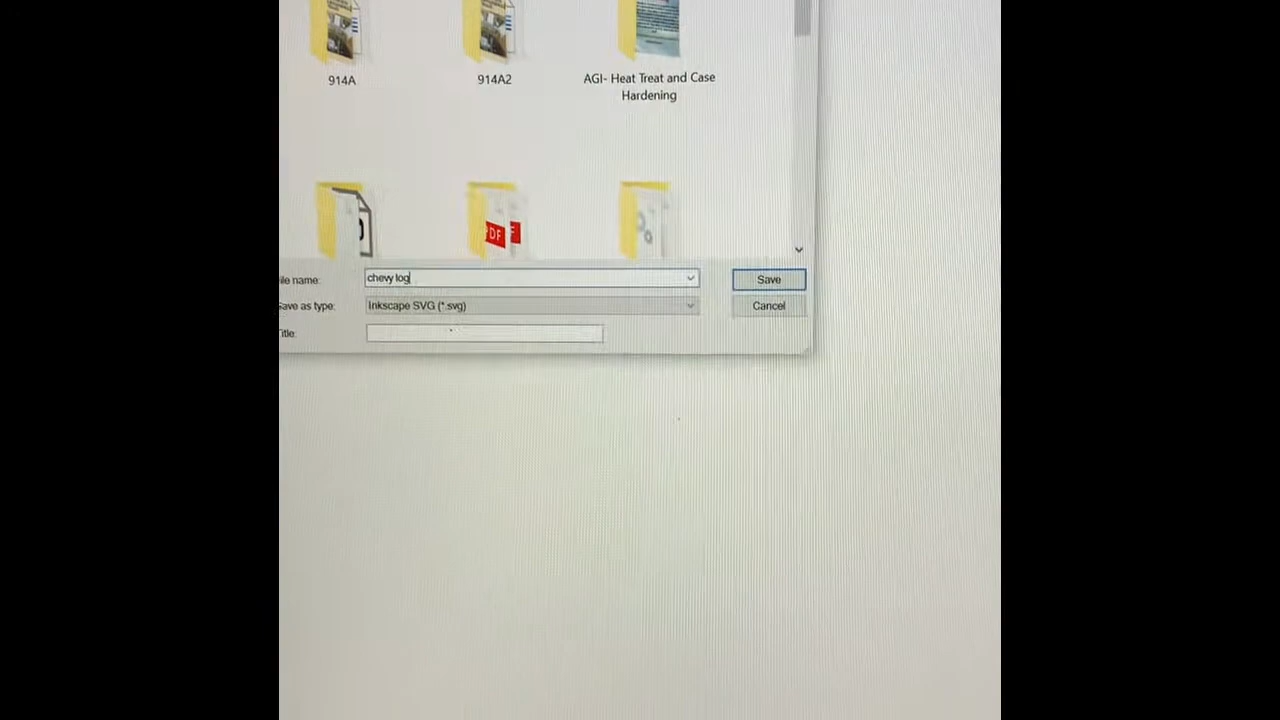 914A
914A2
AGI- Heat Treat and Case
Hardening
PDF
F
ile name:
chevy log
Save
Save as type:
Inkscape SVG (*.svg)
Cancel
Title: